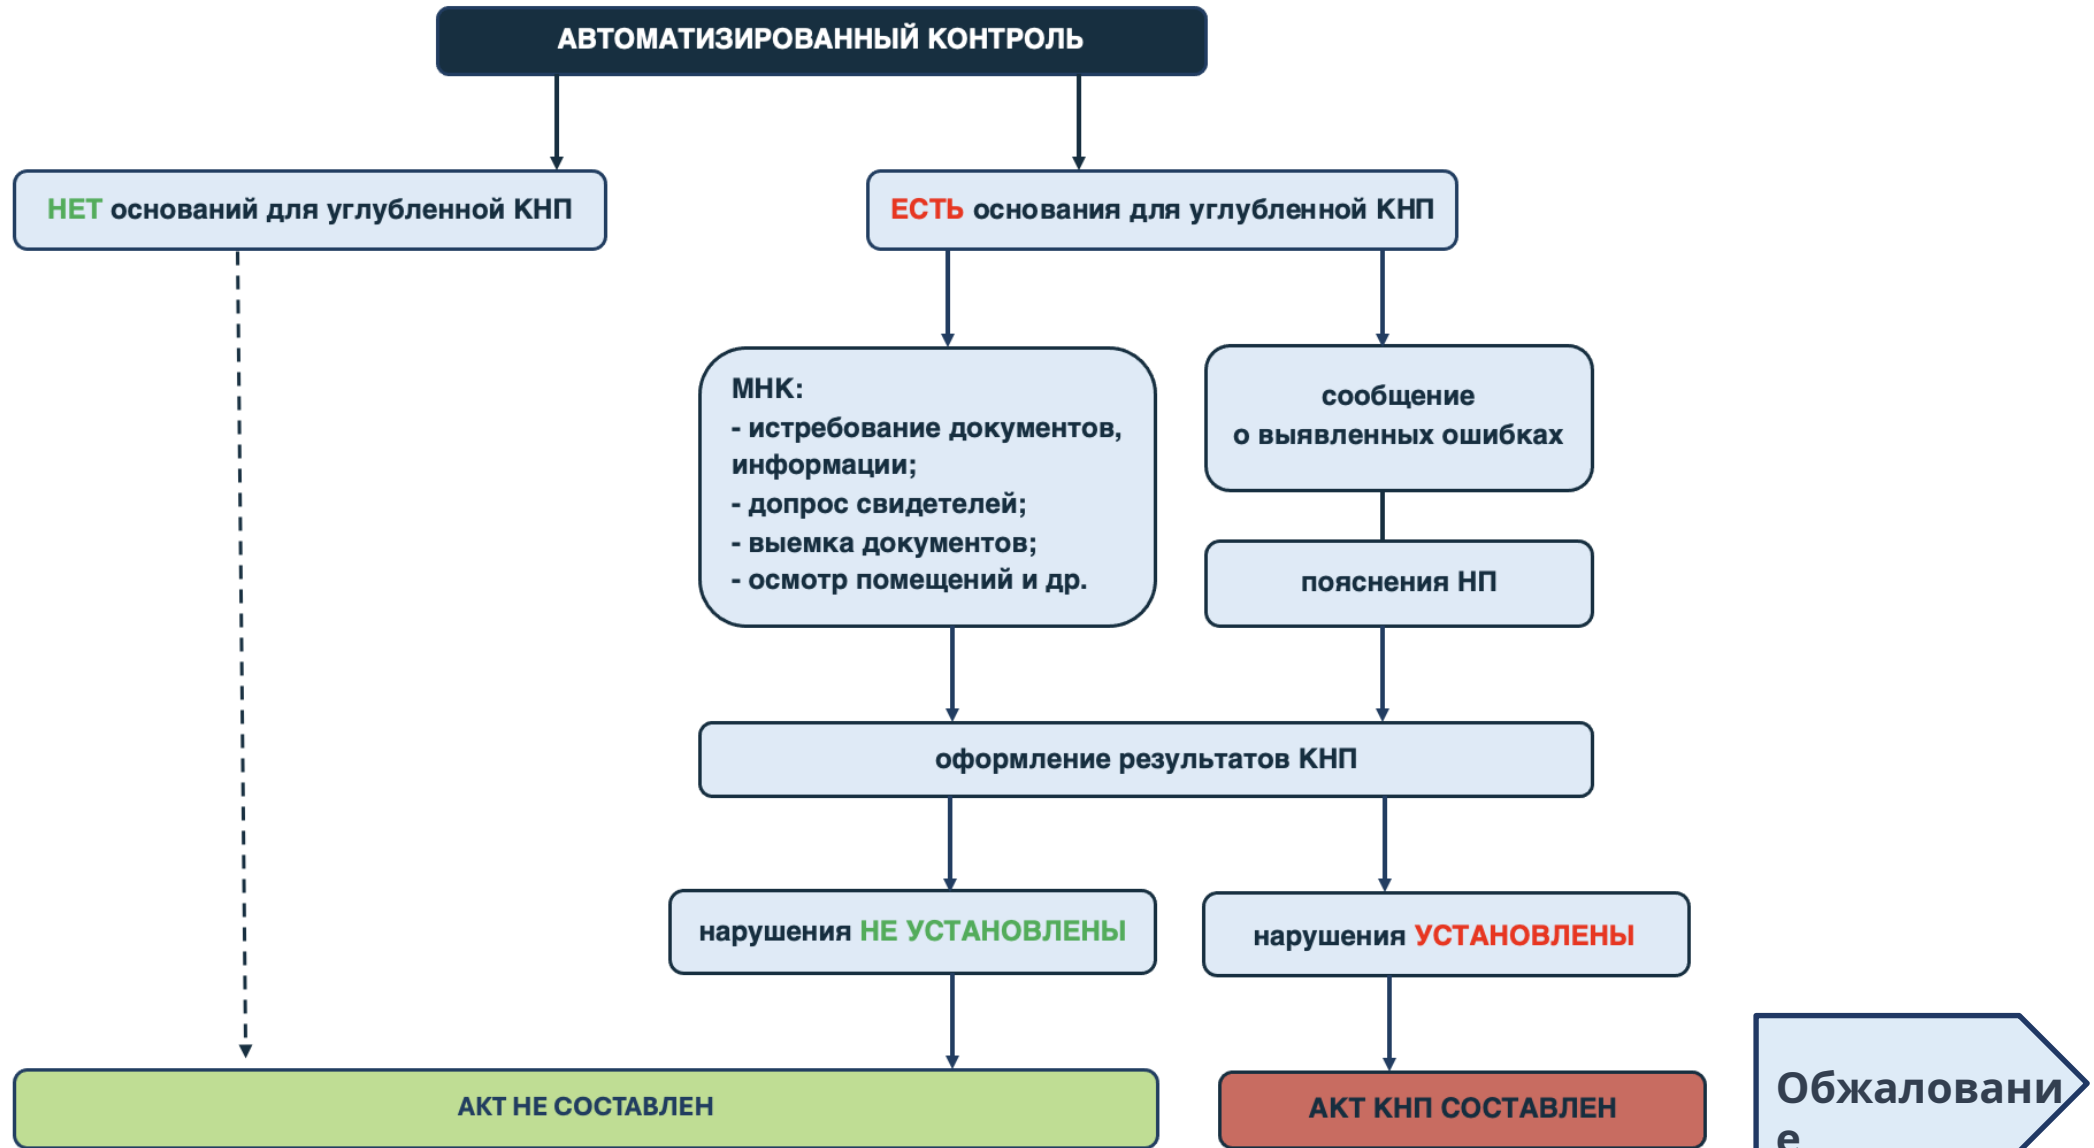 АВТОМАТИЗИРОВАННЫЙ КОНТРОЛЬ
НЕТ оснований для углубленной КНП
ЕСТЬ основания для углубленной КНП
МНК:
- истребование документов,
информации;
- допрос свидетелей;
- выемка документов;
- осмотр помещений и др.
сообщение
о выявленных ошибках
пояснения НП
оформление результатов КНП
нарушения НЕ УСТАНОВЛЕНЫ
нарушения УСТАНОВЛЕНЫ
АКТ НЕ СОСТАВЛЕН
АКТ КНП СОСТАВЛЕН
Обжаловани
е